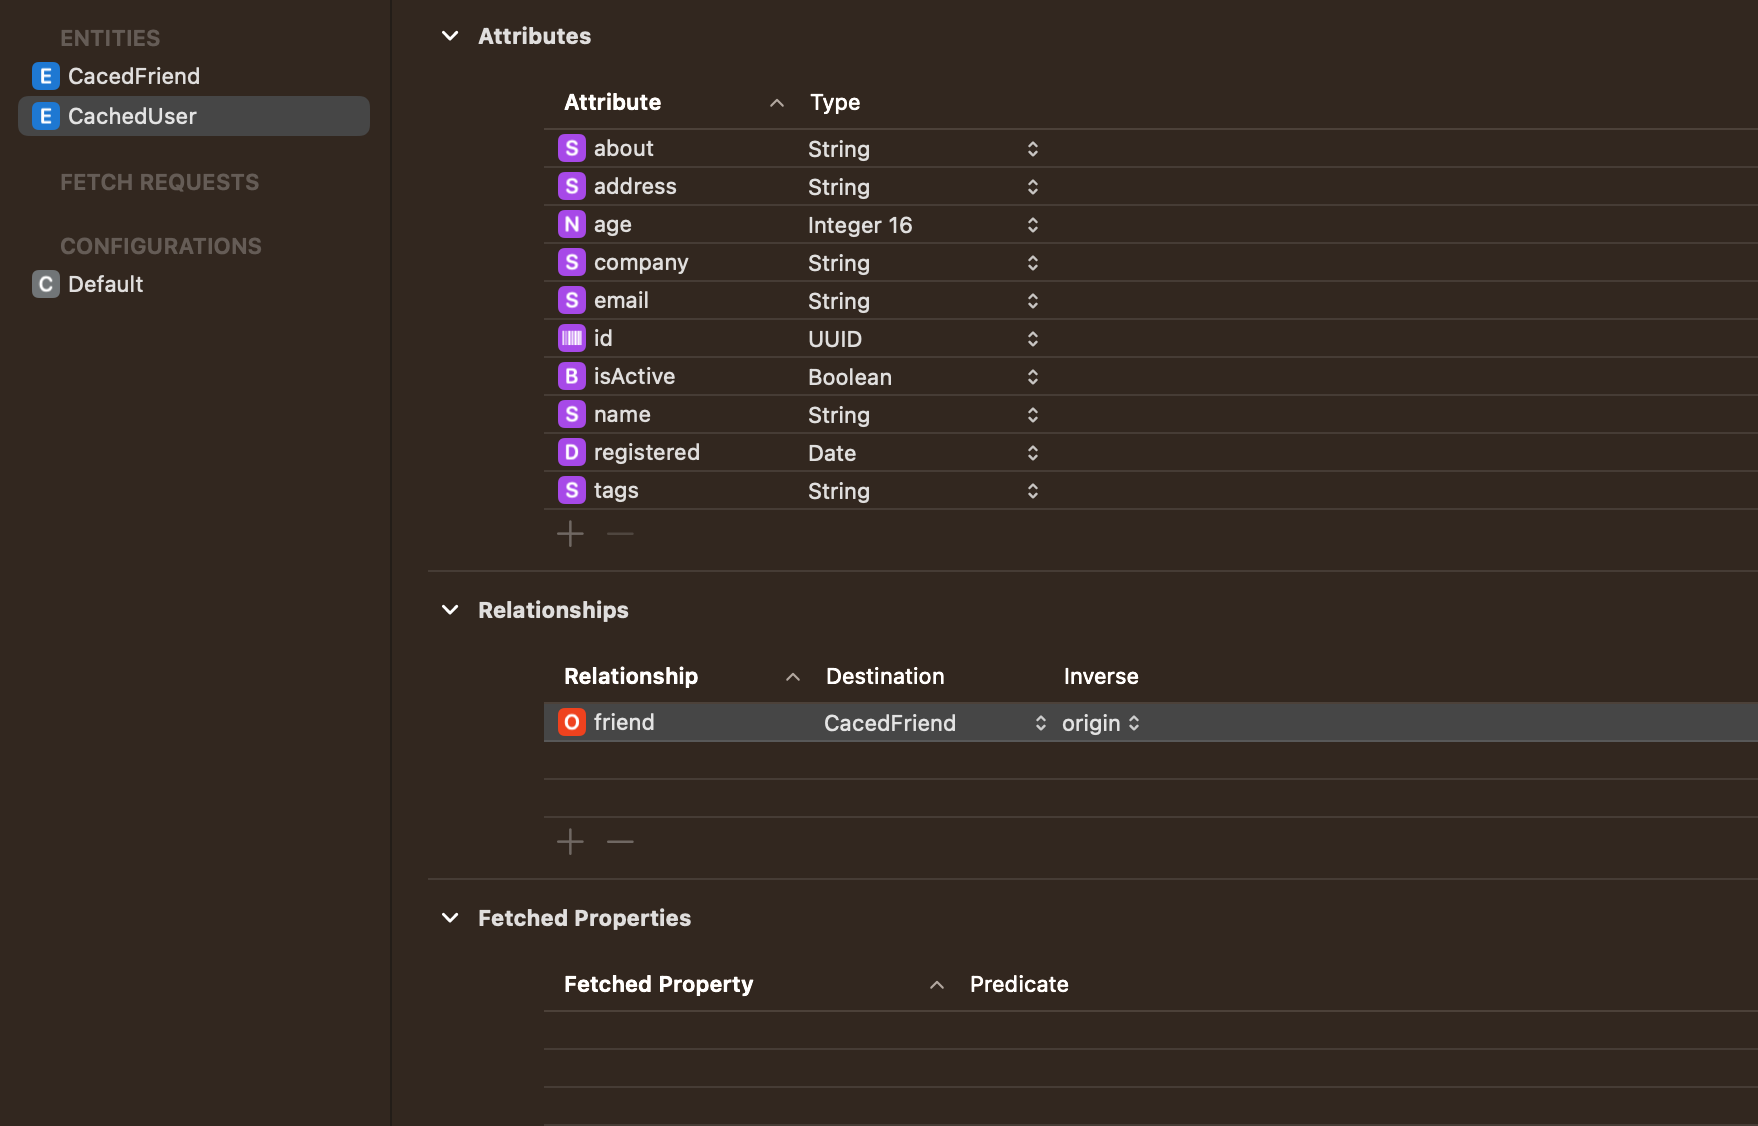 ENTITIES
E CacedFriend
E CachedUser
FETCH REQUESTS
CONFIGURATIONS
C Default
Attributes
Attribute Type
S about String
S address String
N age Integer 16
S company String
S email String
id UUID
B isActive Boolean
S name String
D registered Date
S tags String
Relationships
Relationship Destination Inverse
O friend CacedFriend origin
Fetched Properties
Fetched Property Predicate